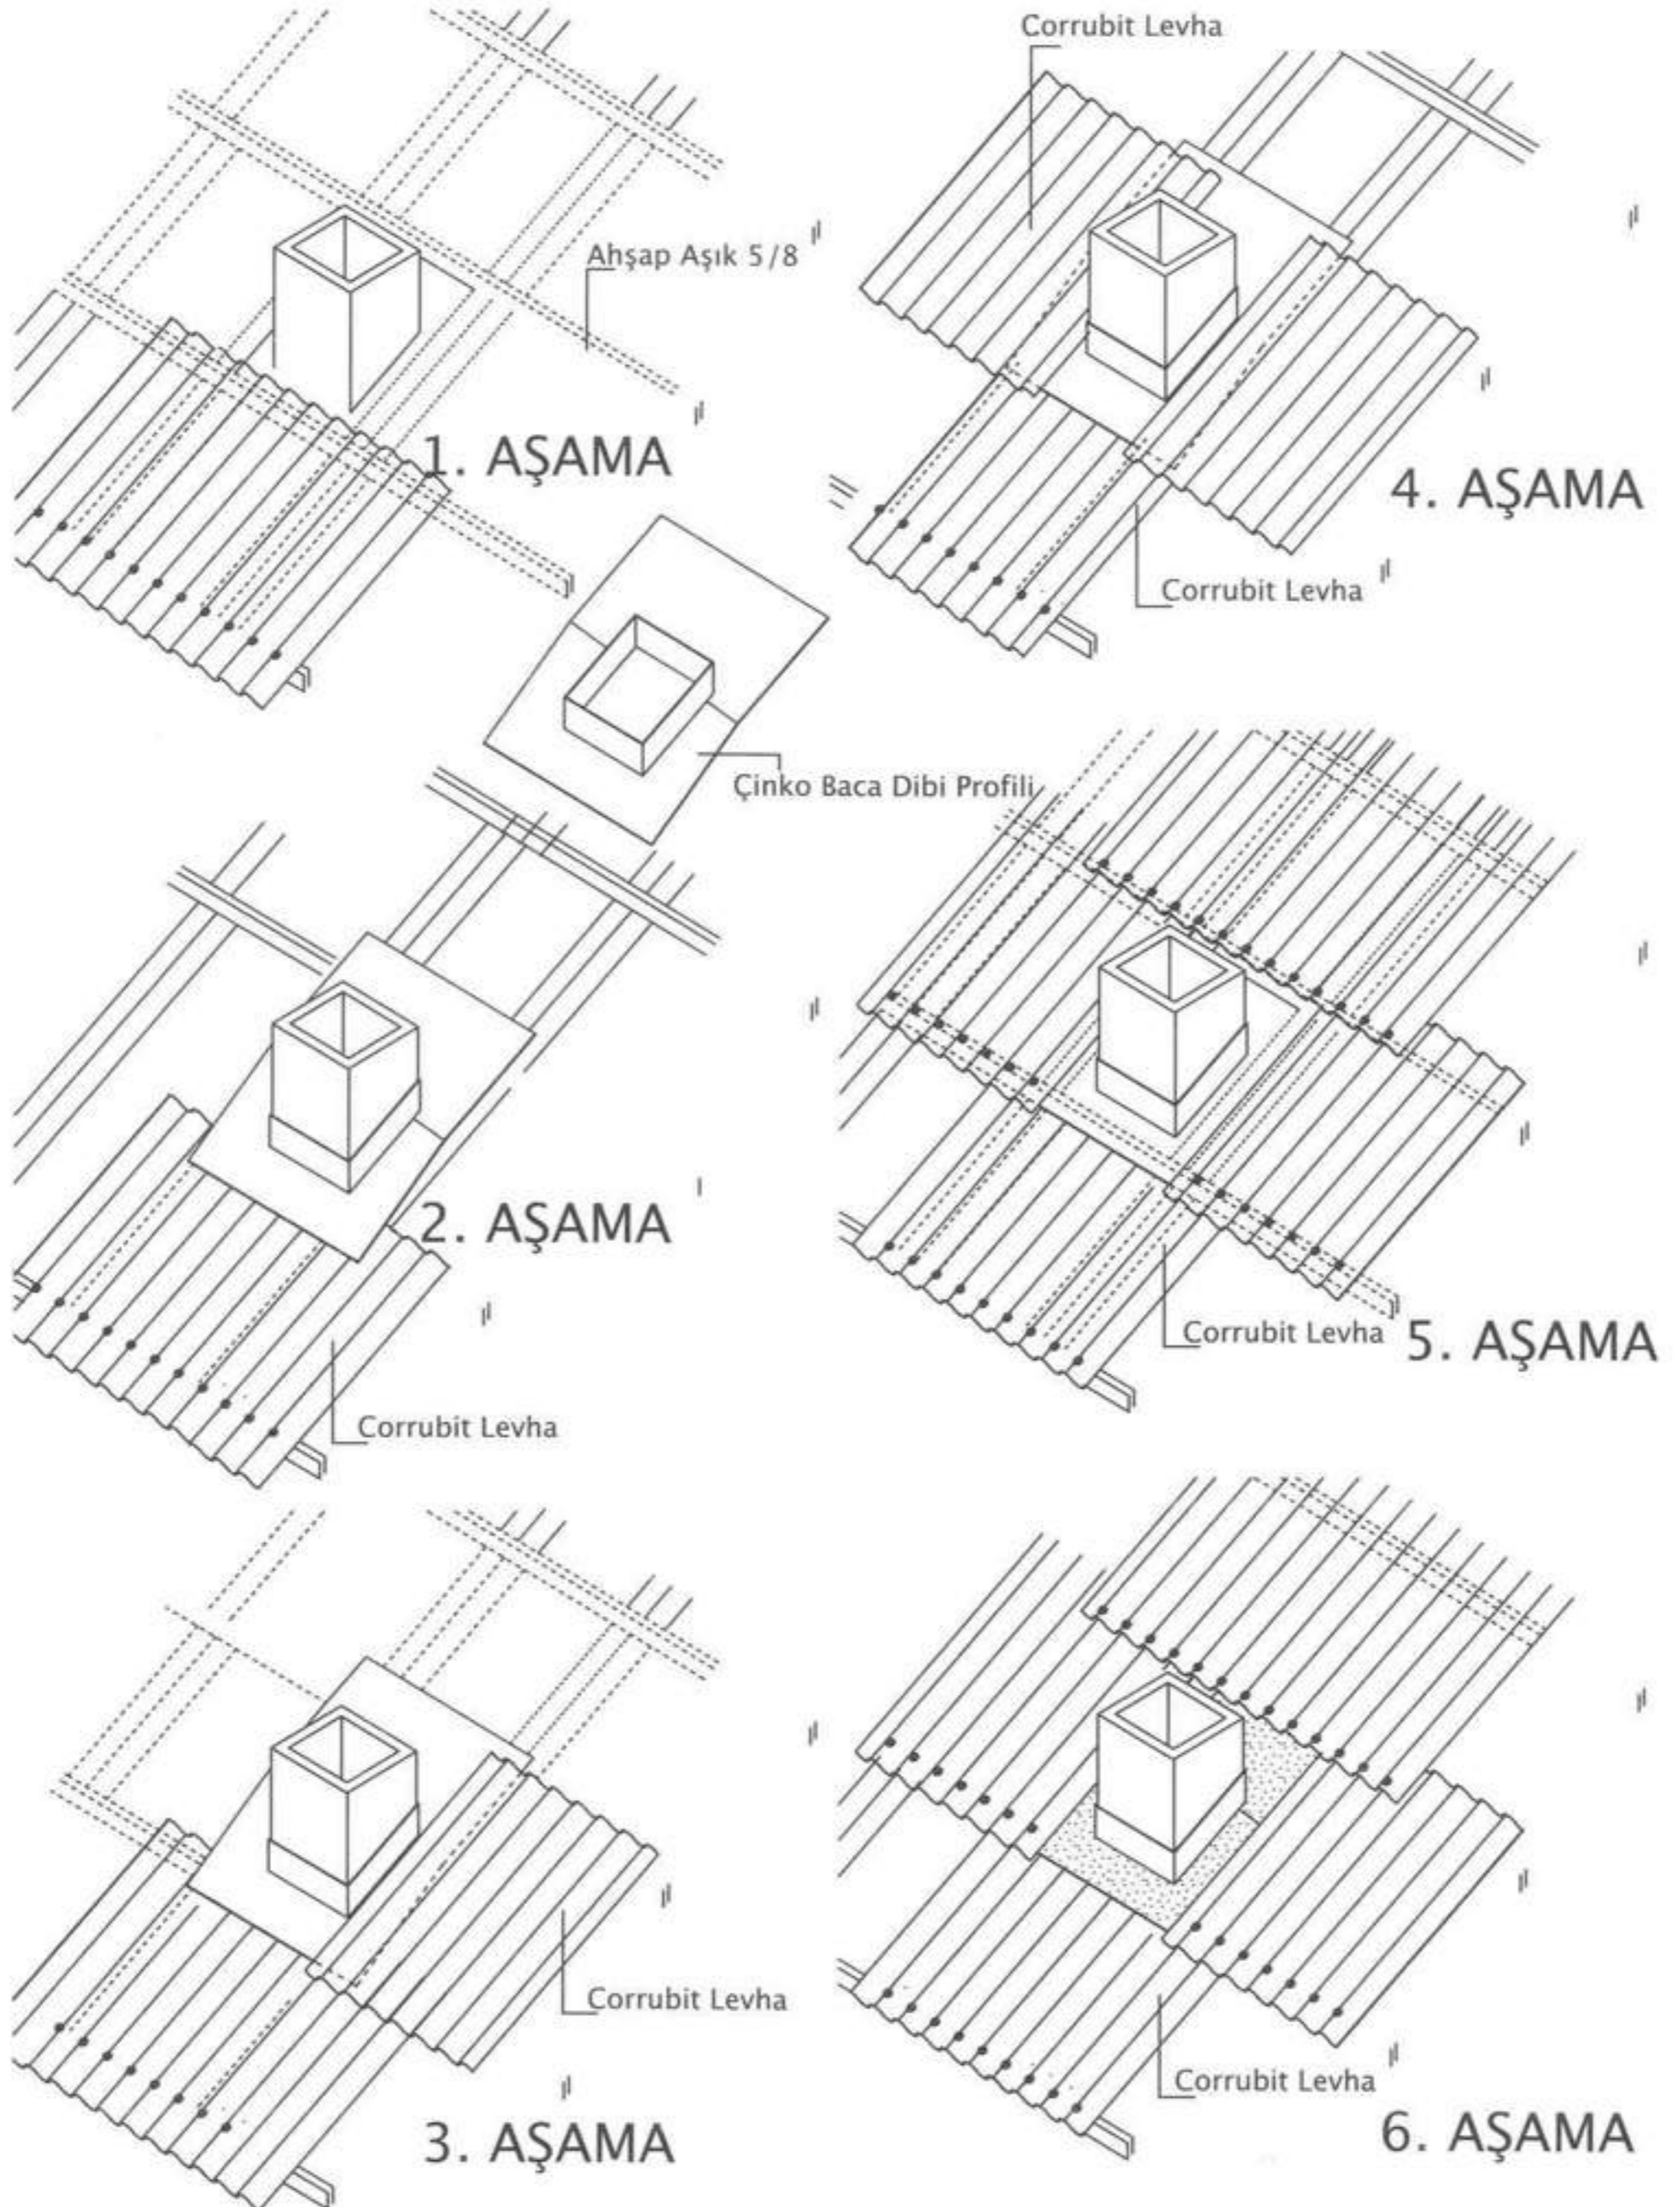 Ahşap Aşık 5/8
1. AŞAMA
Çinko Baca Dibi Profili
2. AŞAMA
Corrubit Levha
Corrubit Levha
3. AŞAMA
Corrubit Levha
4. AŞAMA
Corrubit Levha
Corrubit Levha
5. AŞAMA
Corrubit Levha
6. AŞAMA